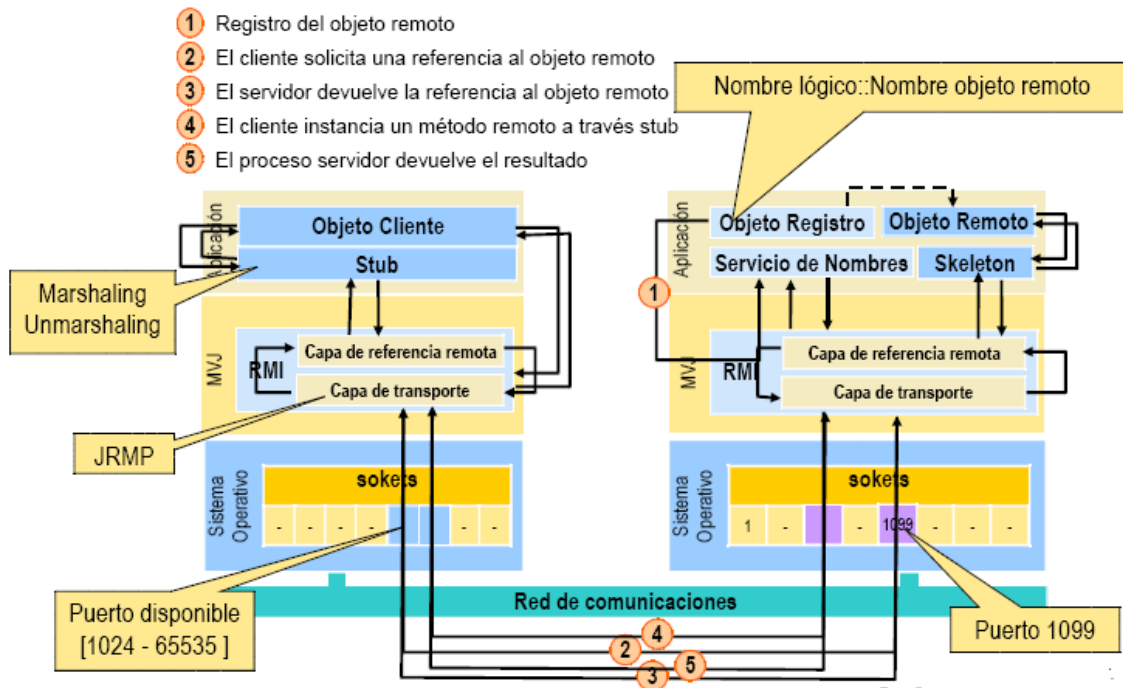 1 Registro del objeto remoto
2 El cliente solicita una referencia al objeto remoto
3 El servidor devuelve la referencia al objeto remoto
4 El cliente instancia un método remoto a través stub
5 El proceso servidor devuelve el resultado
Nombre lógico::Nombre objeto remoto
Aplicación
Objeto Cliente
Stub
Marshaling
Unmarshaling
MVJ
RMI
Capa de referencia remota
Capa de transporte
JRMP
Sistema
Operativo
sokets
- - - - - -
Puerto disponible
[1024 - 65535 ]
Aplicación
Objeto Registro
Objeto Remoto
Servicio de Nombres
Skeleton
1
MVJ
RMI
Capa de referencia remota
Capa de transporte
Sistema
Operativo
sokets
1 - - 1099 - - -
Puerto 1099
Red de comunicaciones
4
2
5
3